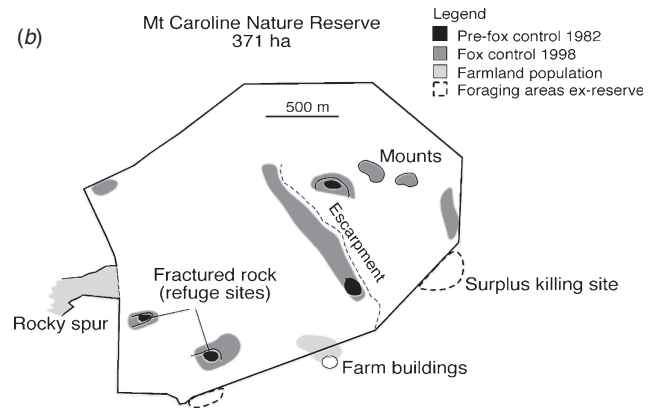 (b)
Mt Caroline Nature Reserve
371 ha
Legend
Pre-fox control 1982
Fox control 1998
Farmland population
Foraging areas ex-reserve
500 m
Mounts
Escarpment
Fractured rock
(refuge sites)
Surplus killing site
Rocky spur
Farm buildings